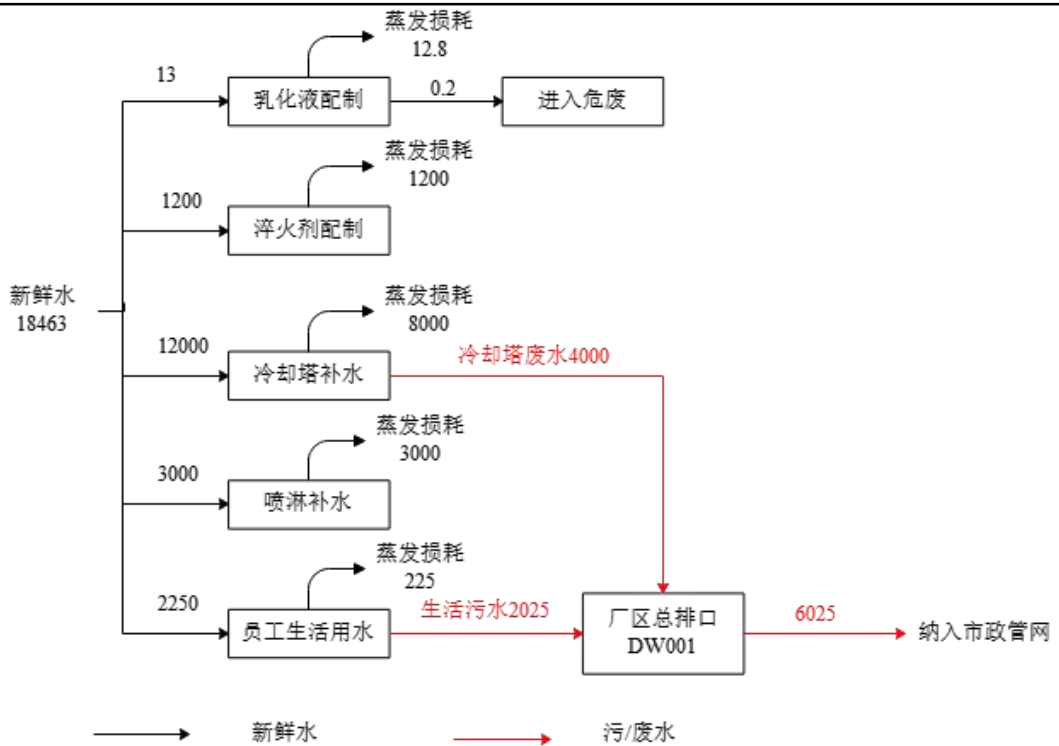 蒸发损耗
12.8
13
乳化液配制
0.2
进入危废
蒸发损耗
1200
1200
淬火剂配制
新鲜水
18463
蒸发损耗
8000
12000
冷却塔补水
冷却塔废水4000
蒸发损耗
3000
3000
喷淋补水
蒸发损耗
225
2250
员工生活用水
生活污水2025
厂区总排口
DW001
6025
纳入市政管网
新鲜水
污/废水